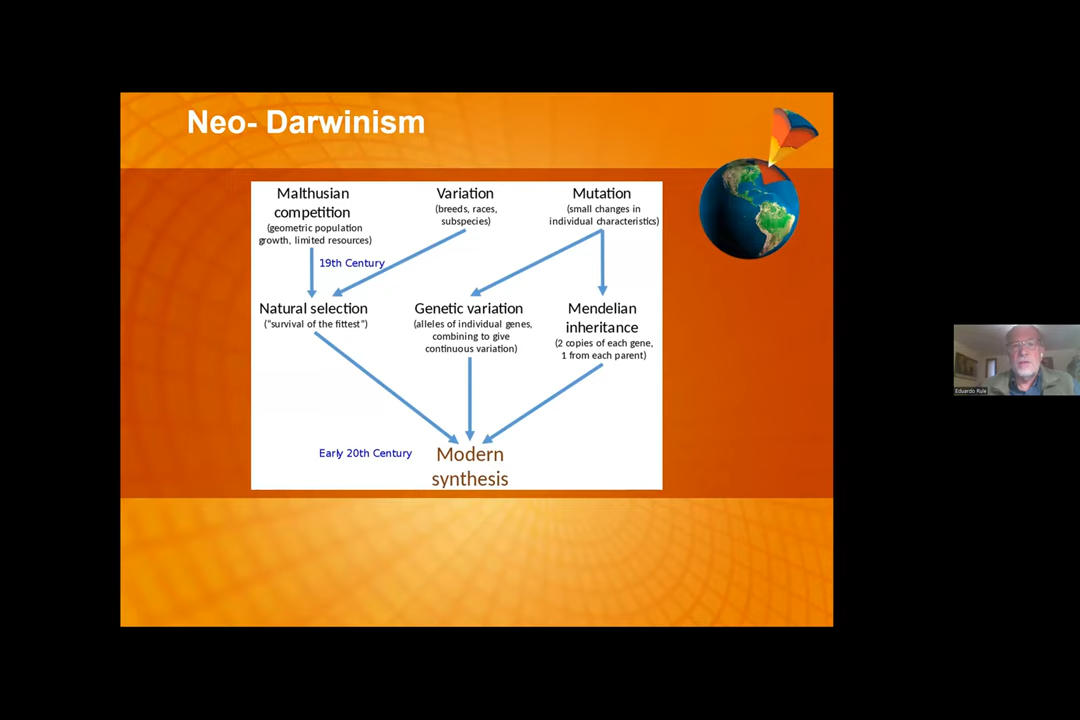 Neo- Darwinism
Malthusian
competition
(geometric population
growth, limited resources)
Variation
(breeds, races,
subspecies)
Mutation
(small changes in
individual characteristics)
19th Century
Natural selection
("survival of the fittest")
Genetic variation
(alleles of individual genes,
combining to give
continuous variation)
Mendelian
inheritance
(2 copies of each gene,
1 from each parent)
Early 20th Century
Modern
synthesis
Eduardo Rule